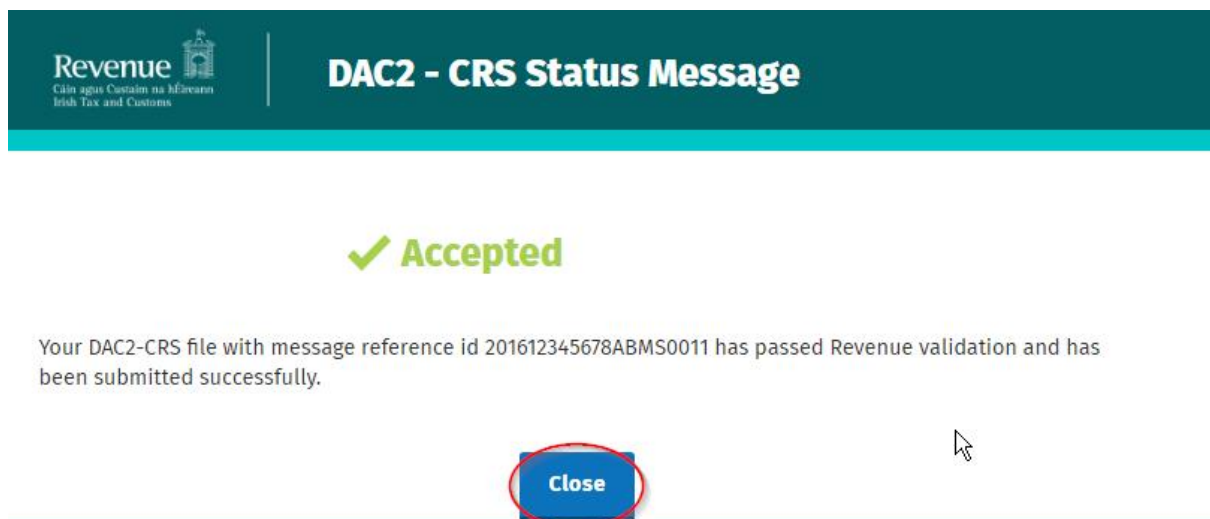 Revenue
Cáin agus Custaim na hÉireann
Irish Tax and Customs
DAC2 - CRS Status Message
Accepted
Your DAC2-CRS file with message reference id 201612345678ABMS0011 has passed Revenue validation and has
been submitted successfully.
Close